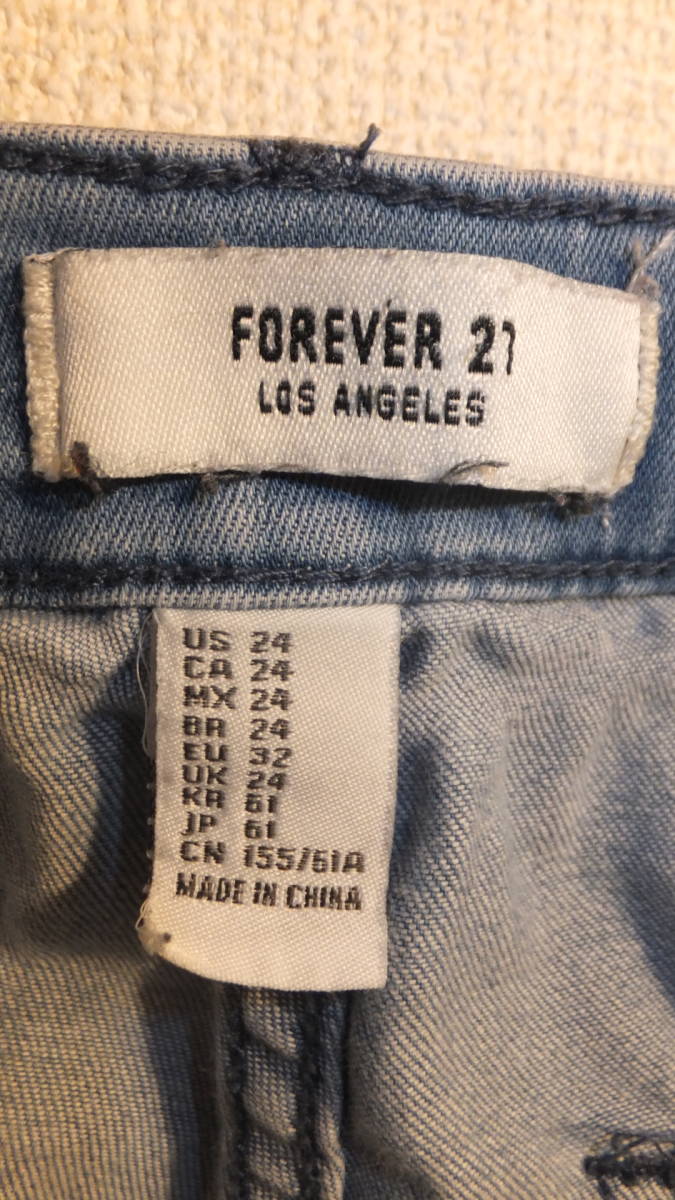 FOREVER 21
LOS ANGELES
US 24
CA 24
MX 24
BR 24
EU 32
UK 24
KR 61
JP 61
CN 155/61A
MADE IN CHINA